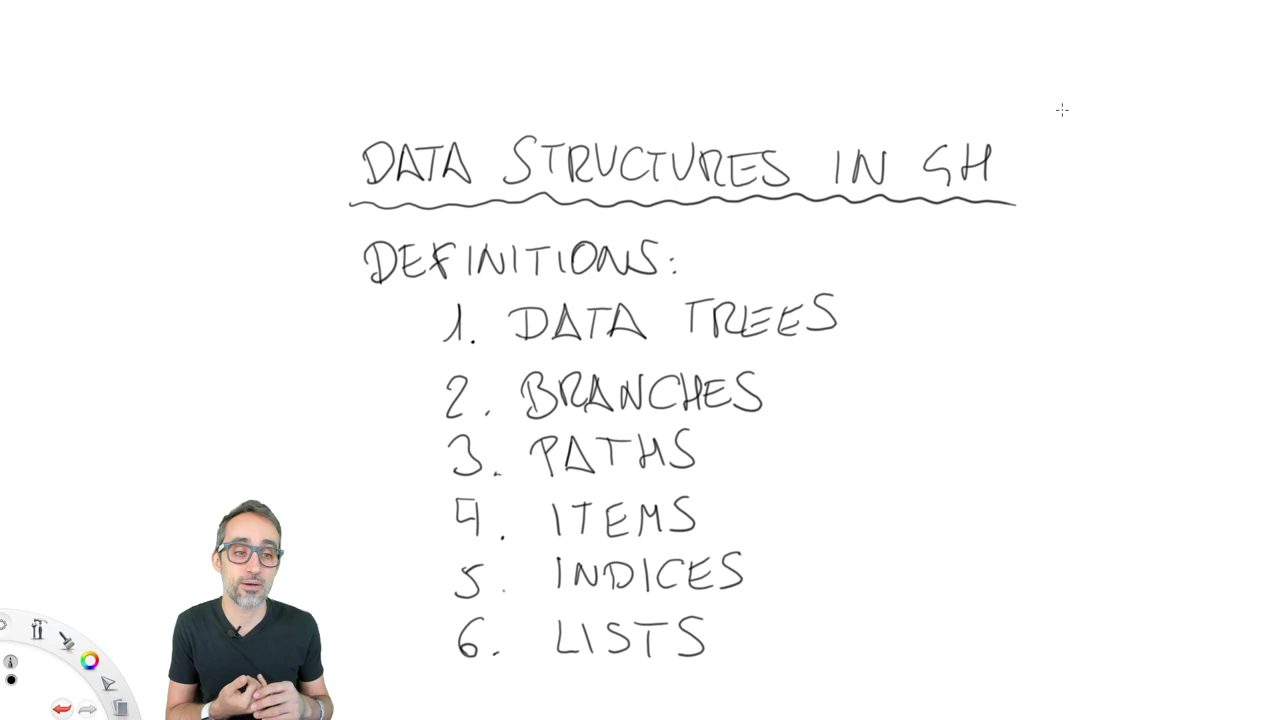 DATA STRUCTURES IN GH
DEFINITIONS:
1. DATA TREES
2. BRANCHES
3. PATHS
4. ITEMS
5. INDICES
6. LISTS